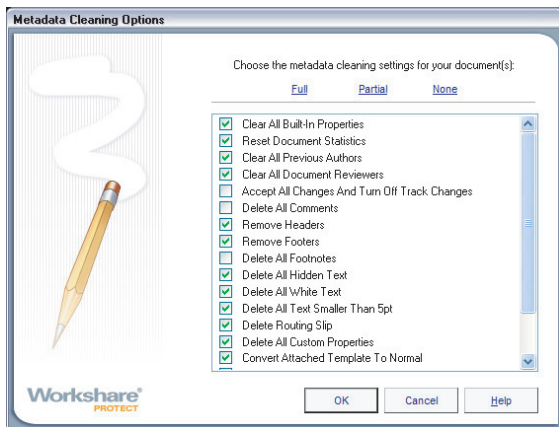 Metadata Cleaning Options
Choose the metadata cleaning settings for your document(s):
Full Partial None
Clear All Built-In Properties
Reset Document Statistics
Clear All Previous Authors
Clear All Document Reviewers
Accept All Changes And Turn Off Track Changes
Delete All Comments
Remove Headers
Remove Footers
Delete All Footnotes
Delete All Hidden Text
Delete All White Text
Delete All Text Smaller Than 5pt
Delete Routing Slip
Delete All Custom Properties
Convert Attached Template To Normal
Workshare®
PROTECT
OK Cancel Help